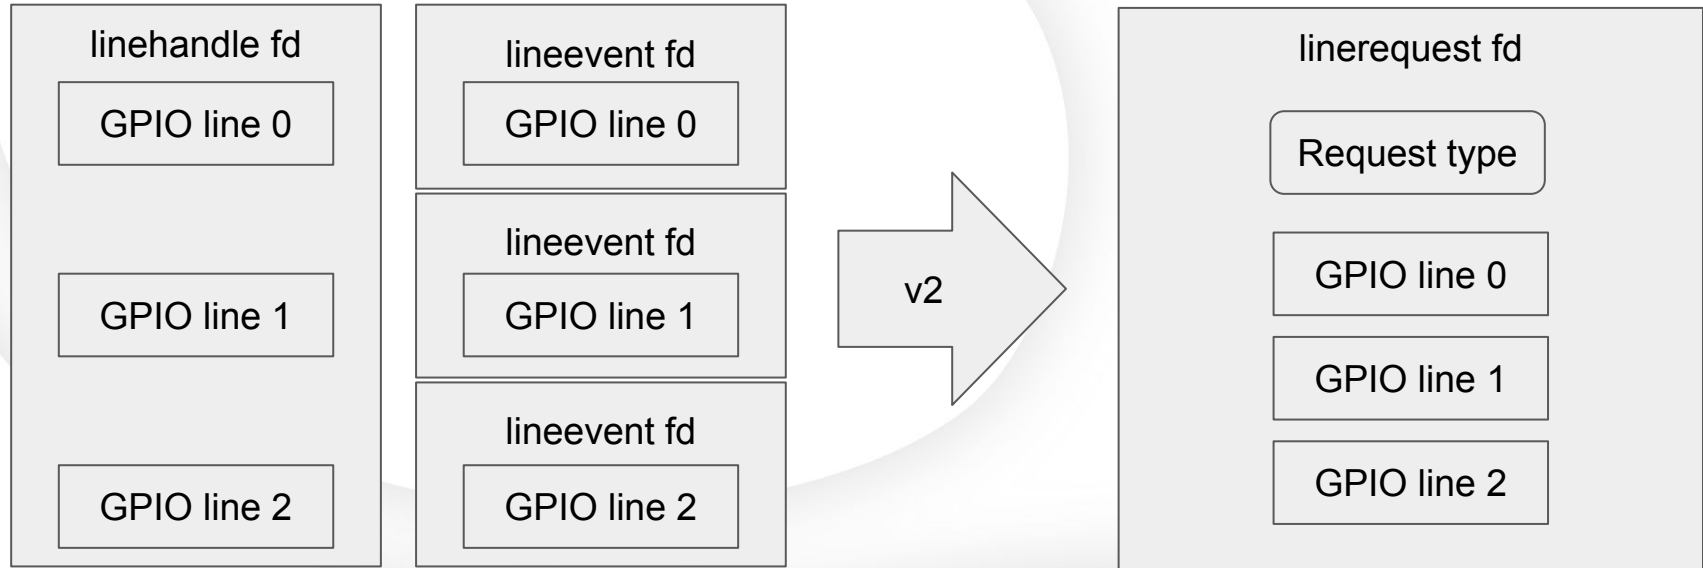 linehandle fd
GPIO line 0
GPIO line 1
GPIO line 2
lineevent fd
GPIO line 0
lineevent fd
GPIO line 1
lineevent fd
GPIO line 2
v2
linerequest fd
Request type
GPIO line 0
GPIO line 1
GPIO line 2